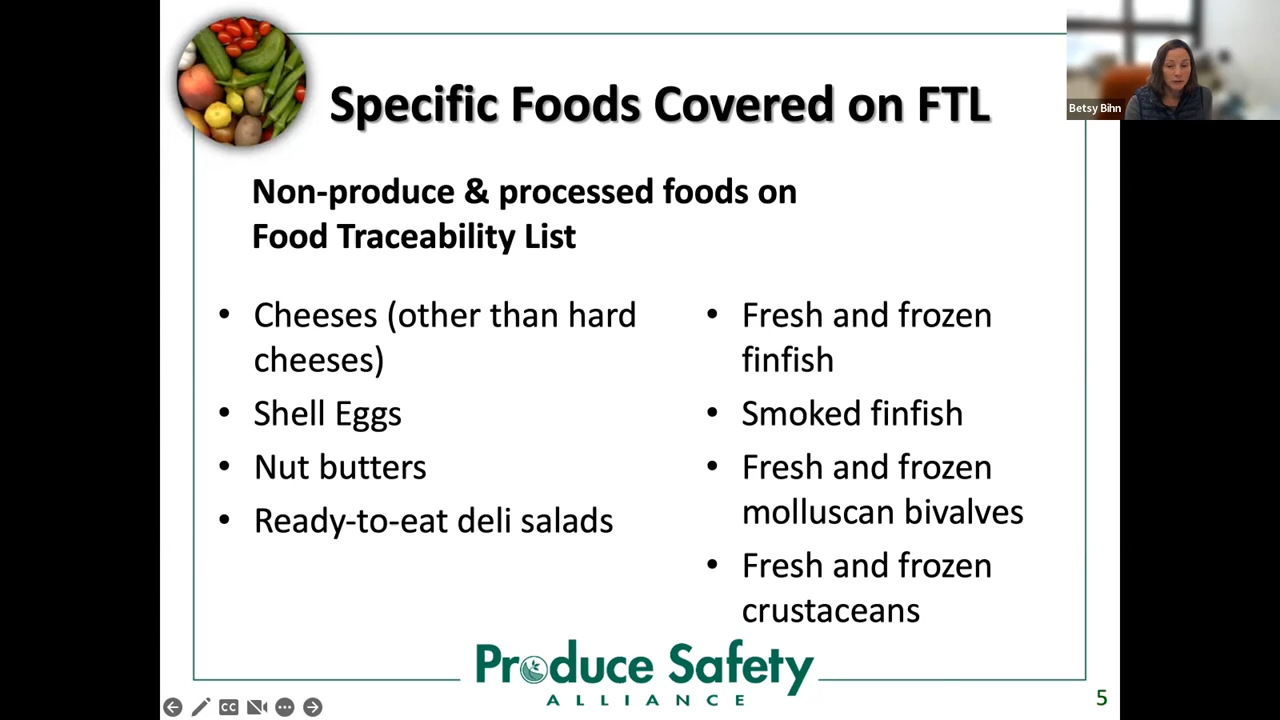 Specific Foods Covered on FTL
Betsy Bihn
Non-produce & processed foods on
Food Traceability List
• Cheeses (other than hard
cheeses)
• Shell Eggs
• Nut butters
• Ready-to-eat deli salads
• Fresh and frozen
finfish
• Smoked finfish
• Fresh and frozen
molluscan bivalves
• Fresh and frozen
crustaceans
Produce Safety
ALLIANCE
CC
5